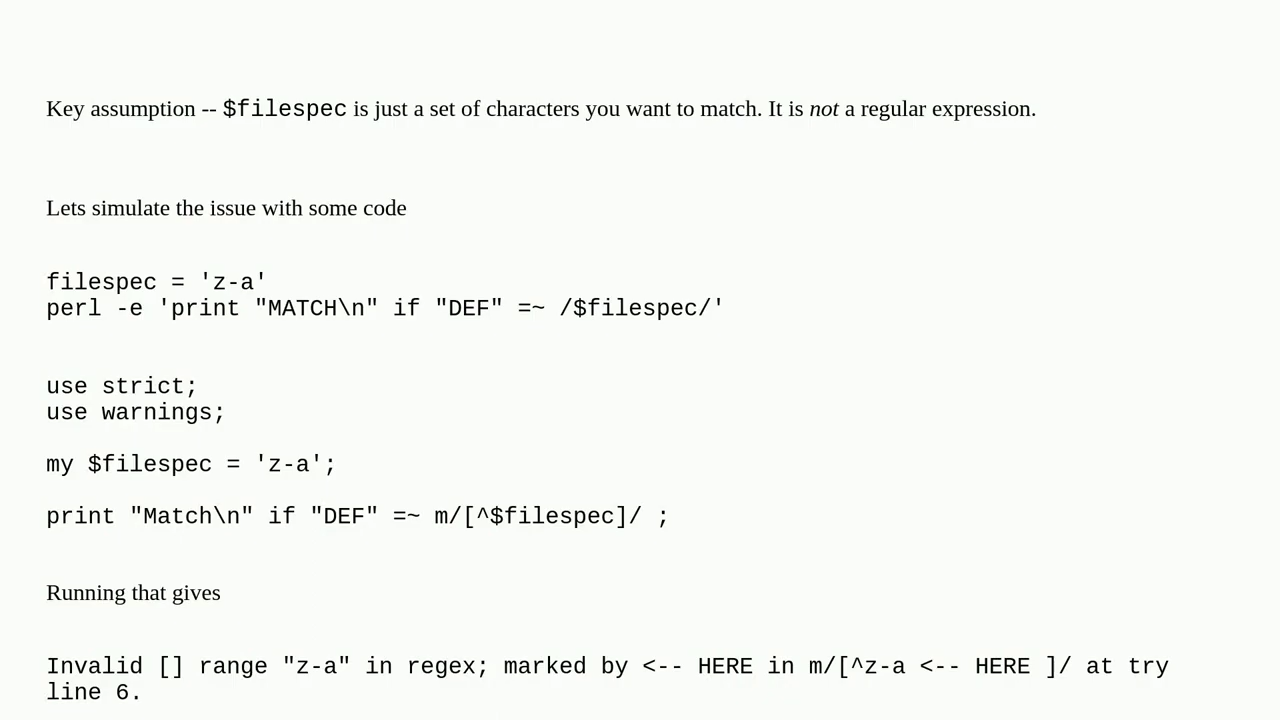 Key assumption -- $filespec is just a set of characters you want to match. It is not a regular expression.
Lets simulate the issue with some code
filespec = 'z-a'
perl -e 'print "MATCH\n" if "DEF" =~ /$filespec/'
use strict;
use warnings;
my $filespec = 'z-a';
print "Match\n" if "DEF" =~ m/[^$filespec]/ ;
Running that gives
Invalid [] range "z-a" in regex; marked by <-- HERE in m/[^z-a <-- HERE ]/ at try
line 6.